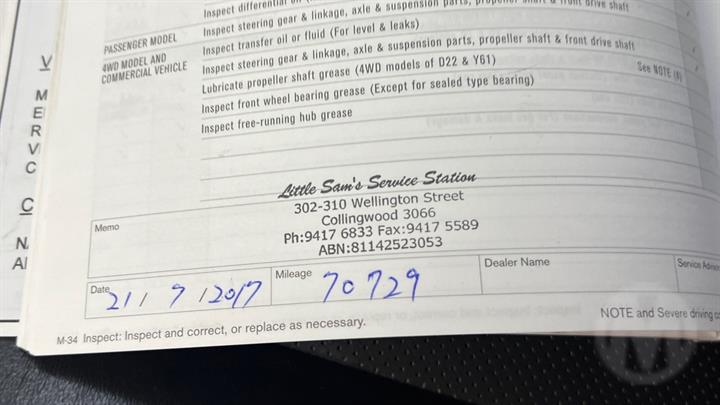 Inspect differential
Inspect steering gear & linkage, axle & suspension parts, propeller shaft & front drive shaft
PASSENGER MODEL
Inspect transfer oil or fluid (For level & leaks)
4WD MODEL AND
COMMERCIAL VEHICLE
Inspect steering gear & linkage, axle & suspension parts, propeller shaft & front drive shaft
Lubricate propeller shaft grease (4WD models of D22 & Y61)
See NOTE
Inspect front wheel bearing grease (Except for sealed type bearing)
Inspect free-running hub grease
Little Sam's Service Station
302-310 Wellington Street
Collingwood 3066
Ph:9417 6833 Fax:9417 5589
ABN:81142523053
Memo
Date 21/ 7 /2017
Mileage 70 729
Dealer Name
Service
M-34 Inspect: Inspect and correct, or replace as necessary.
NOTE and Severe driving
V
M
E
R
V
C
C
N